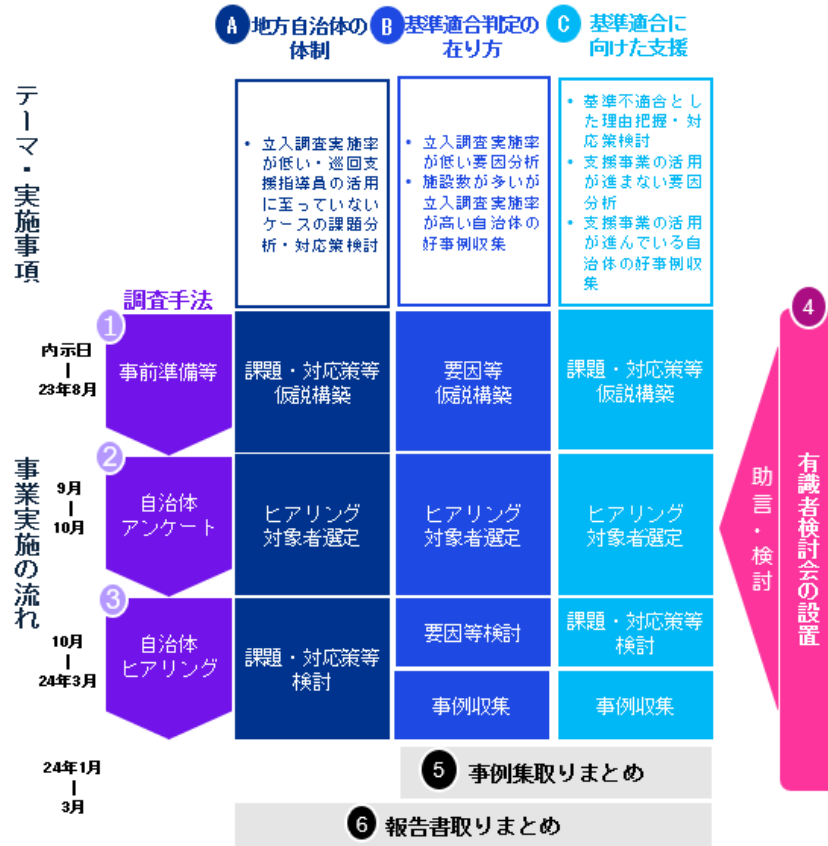 A 地方自治体の
体制
B 基準適合判定の
在り方
C 基準適合に
向けた支援
テーマ・実施事項
• 立入調査実施率
が低い・巡回支
援指導員の活用
に至っていない
ケースの課題分
析・対応策検討
• 立入調査実施率
が低い要因分析
• 施設数が多いが
立入調査実施率
が高い自治体の
好事例収集
• 基準不適合とし
た理由把握・対
応策検討
• 支援事業の活用
が進まない要因
分析
• 支援事業の活用
が進んでいる自
治体の好事例収
集
調査手法
事業実施の流れ
内示日
|
23年8月
1
事前準備等
課題・対応策等
仮説構築
要因等
仮説構築
課題・対応策等
仮説構築
9月
|
10月
2
自治体
アンケート
ヒアリング
対象者選定
ヒアリング
対象者選定
ヒアリング
対象者選定
10月
|
24年3月
3
自治体
ヒアリング
課題・対応策等
検討
要因等検討
事例収集
課題・対応策等
検討
事例収集
4
有識者検討会の設置
助言・検討
24年1月
|
3月
5 事例集取りまとめ
6 報告書取りまとめ